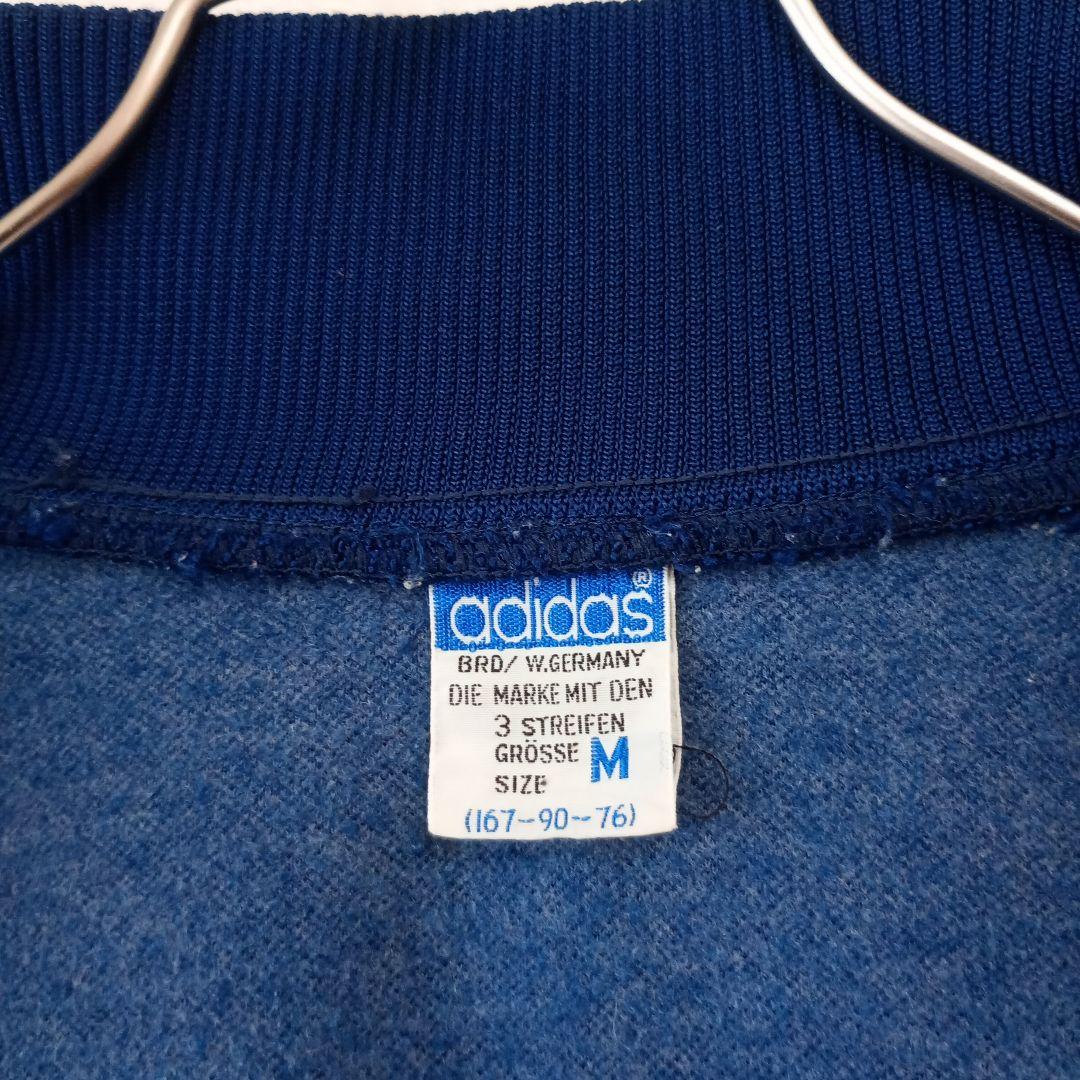 adidas®
BRD/ W.GERMANY
DIE MARKE MIT DEN
3 STREIFEN
GRÖSSE M
SIZE
(167-90-76)